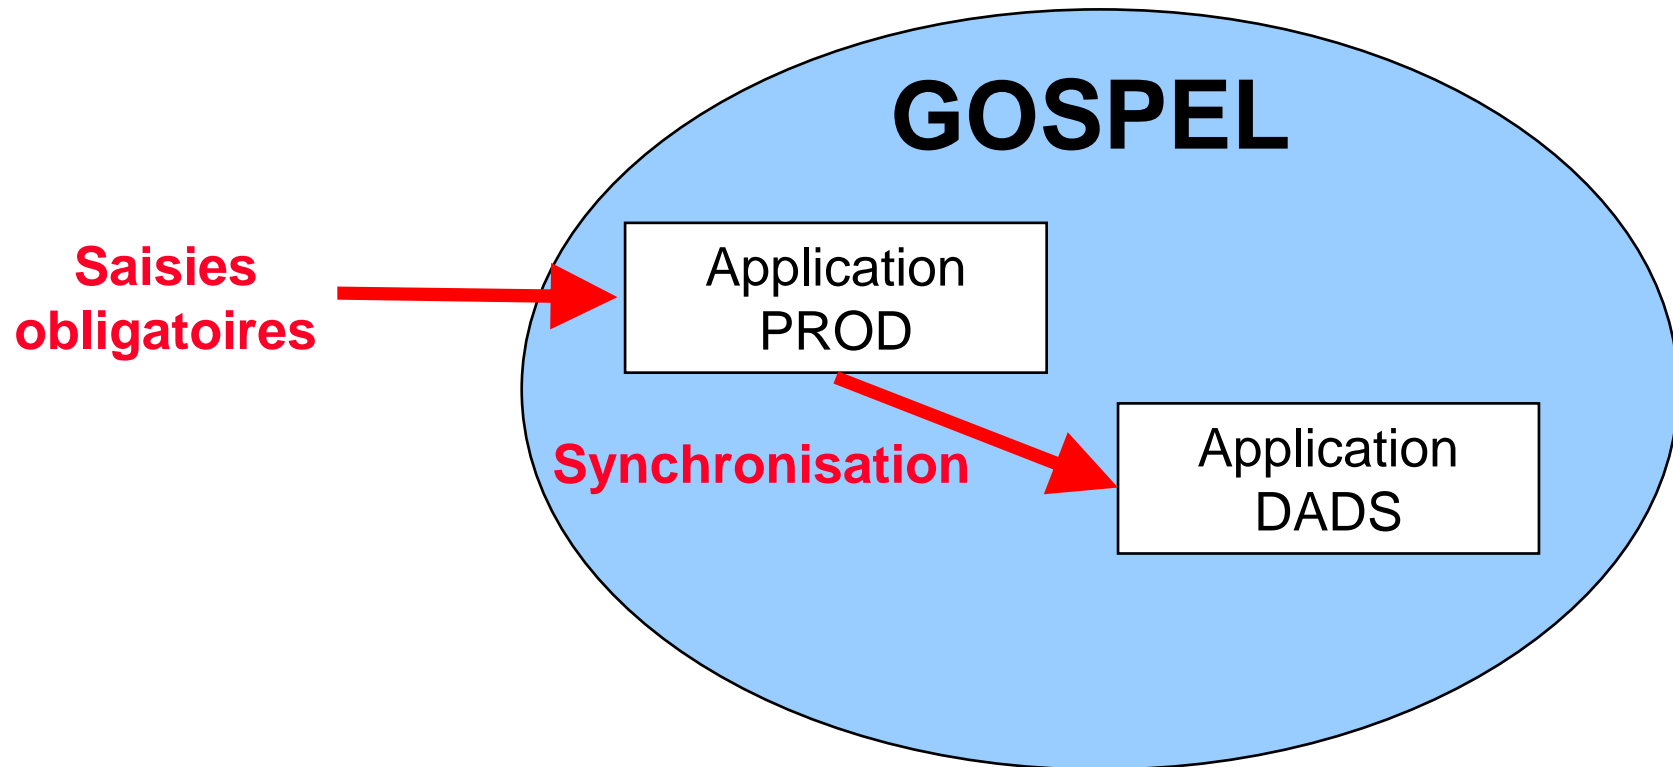 GOSPEL
Saisies
obligatoires
Application
PROD
Synchronisation
Application
DADS